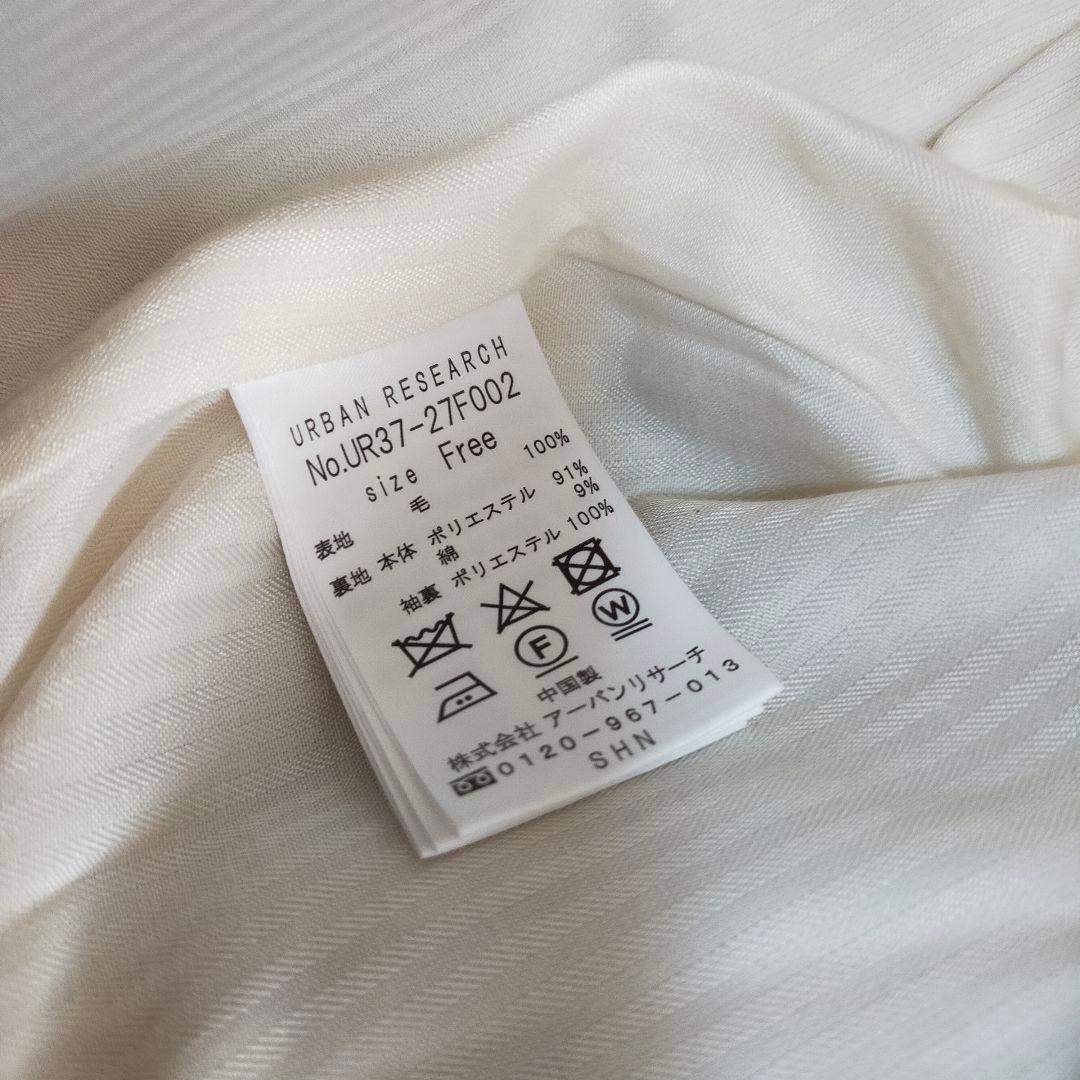 URBAN RESEARCH
No.UR37-27F002
size Free
表地 毛 100%
裏地 本体 ポリエステル 91%
綿 9%
袖裏 ポリエステル 100%
F W
中国製
株式会社 アーバンリサーチ
0120-967-013
SHN